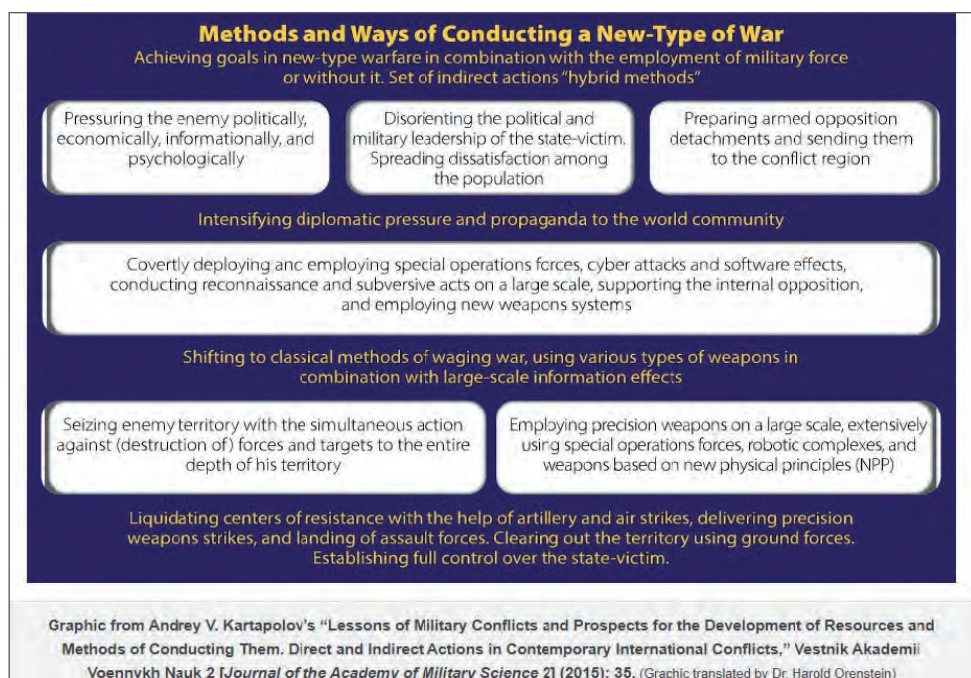 Methods and Ways of Conducting a New-Type of War
Achieving goals in new-type warfare in combination with the employment of military force
or without it. Set of indirect actions “hybrid methods”
Pressuring the enemy politically,
economically, informationally, and
psychologically
Disorienting the political and
military leadership of the state-victim.
Spreading dissatisfaction among
the population
Preparing armed opposition
detachments and sending them
to the conflict region
Intensifying diplomatic pressure and propaganda to the world community
Covertly deploying and employing special operations forces, cyber attacks and software effects,
conducting reconnaissance and subversive acts on a large scale, supporting the internal opposition,
and employing new weapons systems
Shifting to classical methods of waging war, using various types of weapons in
combination with large-scale information effects
Seizing enemy territory with the simultaneous action
against (destruction of) forces and targets to the entire
depth of his territory
Employing precision weapons on a large scale, extensively
using special operations forces, robotic complexes, and
weapons based on new physical principles (NPP)
Liquidating centers of resistance with the help of artillery and air strikes, delivering precision
weapons strikes, and landing of assault forces. Clearing out the territory using ground forces.
Establishing full control over the state-victim.
Graphic from Andrey V. Kartapolov’s “Lessons of Military Conflicts and Prospects for the Development of Resources and
Methods of Conducting Them. Direct and Indirect Actions in Contemporary International Conflicts,” Vestnik Akademii
Voennykh Nauk 2 [Journal of the Academy of Military Science 2] (2015): 35. (Graphic translated by Dr. Harold Orenstein)